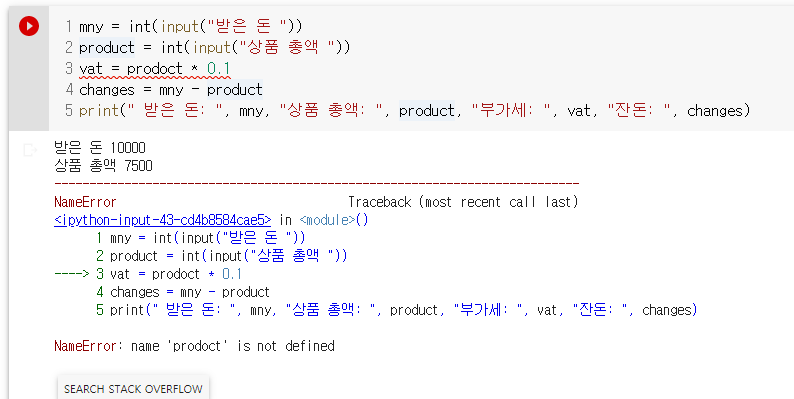 1 mny = int(input("받은 돈 "))
2 product = int(input("상품 총액 "))
3 vat = prodoct * 0.1
4 changes = mny - product
5 print(" 받은 돈: ", mny, "상품 총액: ", product, "부가세: ", vat, "잔돈: ", changes)
받은 돈 10000
상품 총액 7500
---------------------------------------------------------------------------
NameError Traceback (most recent call last)
<ipython-input-43-cd4b8584cae5> in <module>()
1 mny = int(input("받은 돈 "))
2 product = int(input("상품 총액 "))
----> 3 vat = prodoct * 0.1
4 changes = mny - product
5 print(" 받은 돈: ", mny, "상품 총액: ", product, "부가세: ", vat, "잔돈: ", changes)
NameError: name 'prodoct' is not defined
SEARCH STACK OVERFLOW